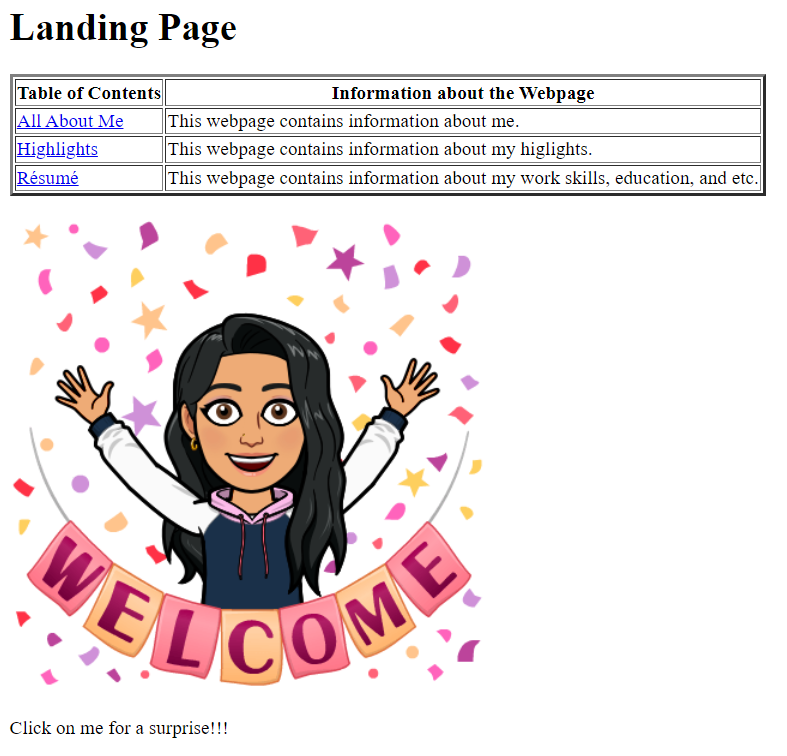 Landing Page
Table of Contents Information about the Webpage
All About Me This webpage contains information about me.
Highlights This webpage contains information about my higlights.
Résumé This webpage contains information about my work skills, education, and etc.
WELCOME
Click on me for a surprise!!!